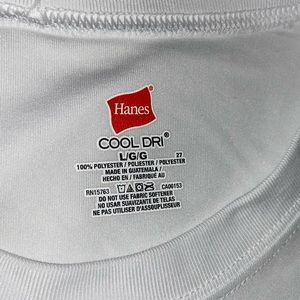 Hanes
COOL DRI®
L/G/G
100% POLYESTER / POLIESTER / POLYESTER
27
MADE IN GUATEMALA /
HECHO EN / FABRIQUÉ AU
RN15763 CA00153
DO NOT USE FABRIC SOFTENER
NO USAR SUAVIZANTE DE TELAS
NE PAS UTILISER D'ASSOUPLISSEUR